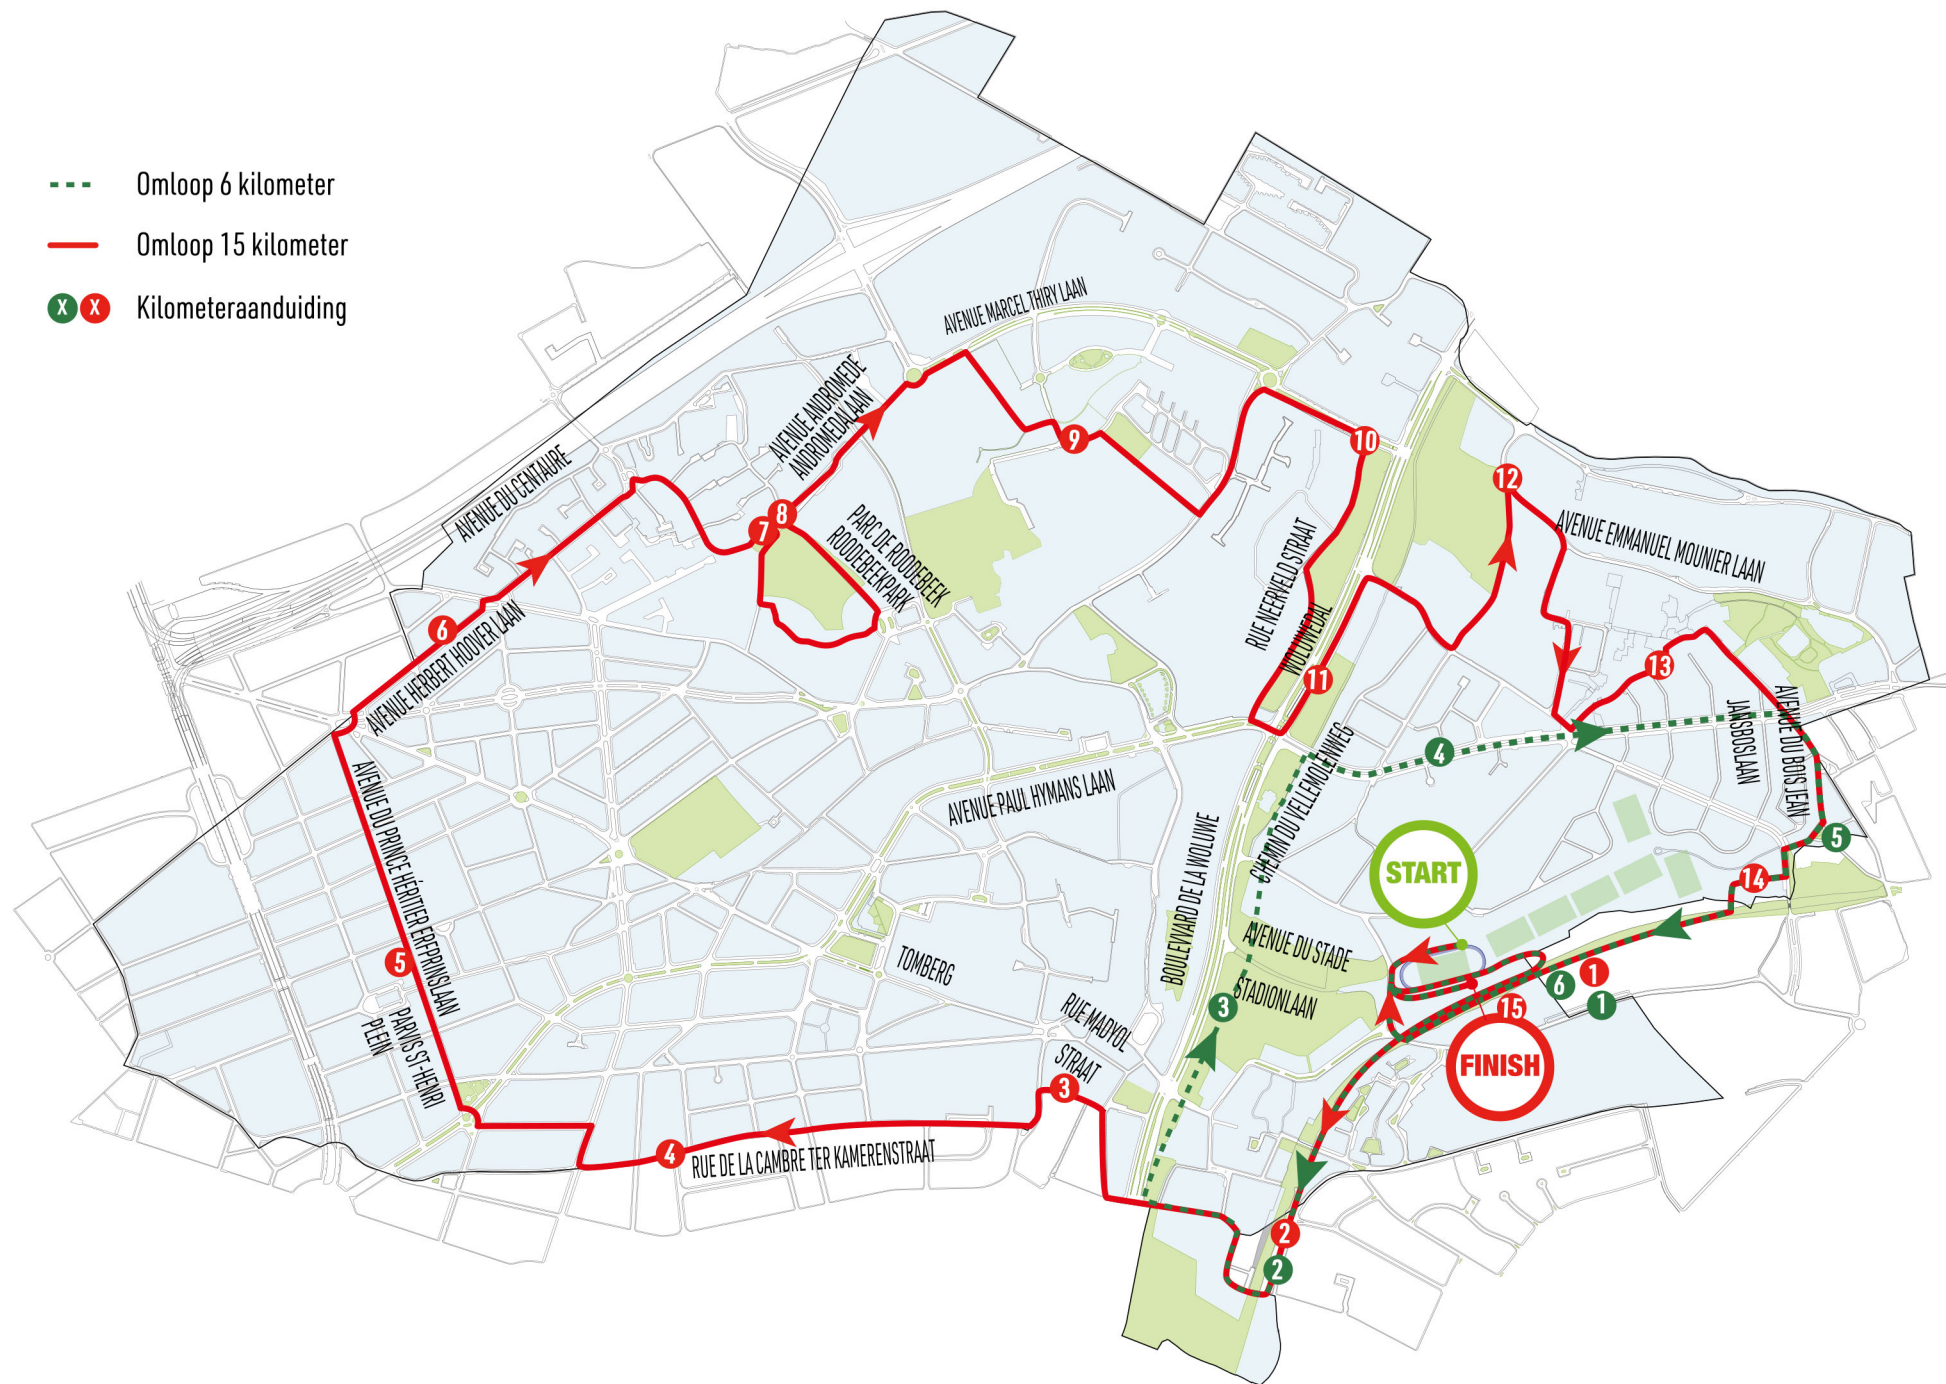 Omloop 6 kilometer
Omloop 15 kilometer
X X Kilometeraanduiding
AVENUE MARCEL THIRY LAAN
AVENUE ANDROMEDE
ANDROMEDALAAN
9
10
AVENUE DU CENTAURE
12
8
7
PARC DE ROODEBEEK
ROODEBEEKPARK
AVENUE EMMANUEL MOUNIER LAAN
RUE NEERVELD STRAAT
6
AVENUE HERBERT HOOVER LAAN
WOLUWEDAL
11
13
AVENUE DU BOIS JEAN
JANSBOSLAAN
4
CHEMIN DU VELLEMOLENWEG
AVENUE PAUL HYMANS LAAN
AVENUE DU PRINCE HÉRITIER ERFPRINSLAAN
BOULEVVARD DE LA WOLUWE
5
START
14
AVENUE DU STADE
STADIONLAAN
TOMBERG
5
6
1
1
15
3
RUE MADYOL
STRAAT
PARVIS ST-HENRI
PLEIN
FINISH
3
4
RUE DE LA CAMBRE TER KAMERENSTRAAT
2
2